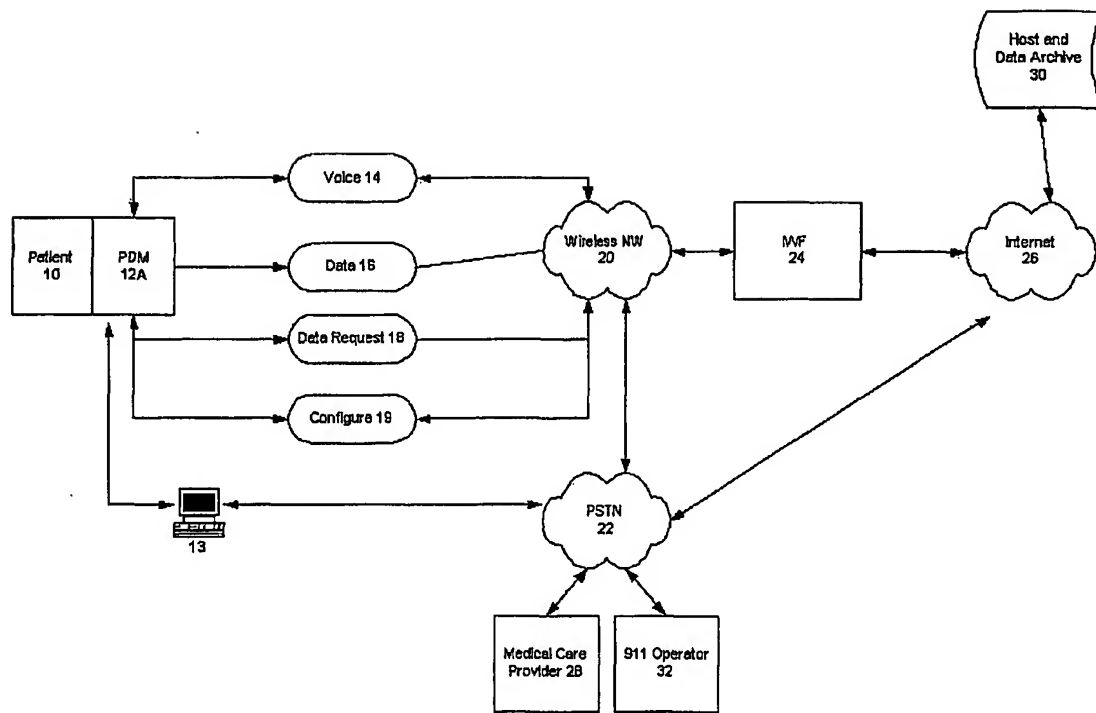 Host and
Data Archive
30
Voice 14
Patient
10
PDM
12A
Data 16
Wireless NW
20
IWF
24
Internet
26
Data Request 18
Configure 19
13
PSTN
22
Medical Care
Provider 28
911 Operator
32